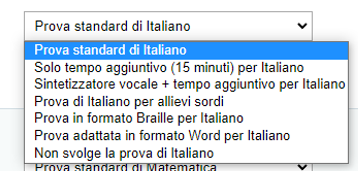 Prova standard di Italiano
Prova standard di Italiano
Solo tempo aggiuntivo (15 minuti) per Italiano
Sintetizzatore vocale + tempo aggiuntivo per Italiano
Prova di Italiano per allievi sordi
Prova in formato Braille per Italiano
Prova adattata in formato Word per Italiano
Non svolge la prova di Italiano
Prova standard di Matematica